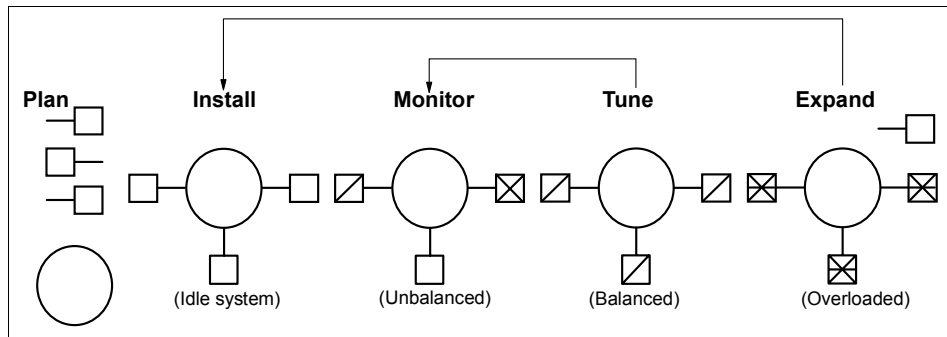 Plan
Install
Monitor
Tune
Expand
(Idle system)
(Unbalanced)
(Balanced)
(Overloaded)